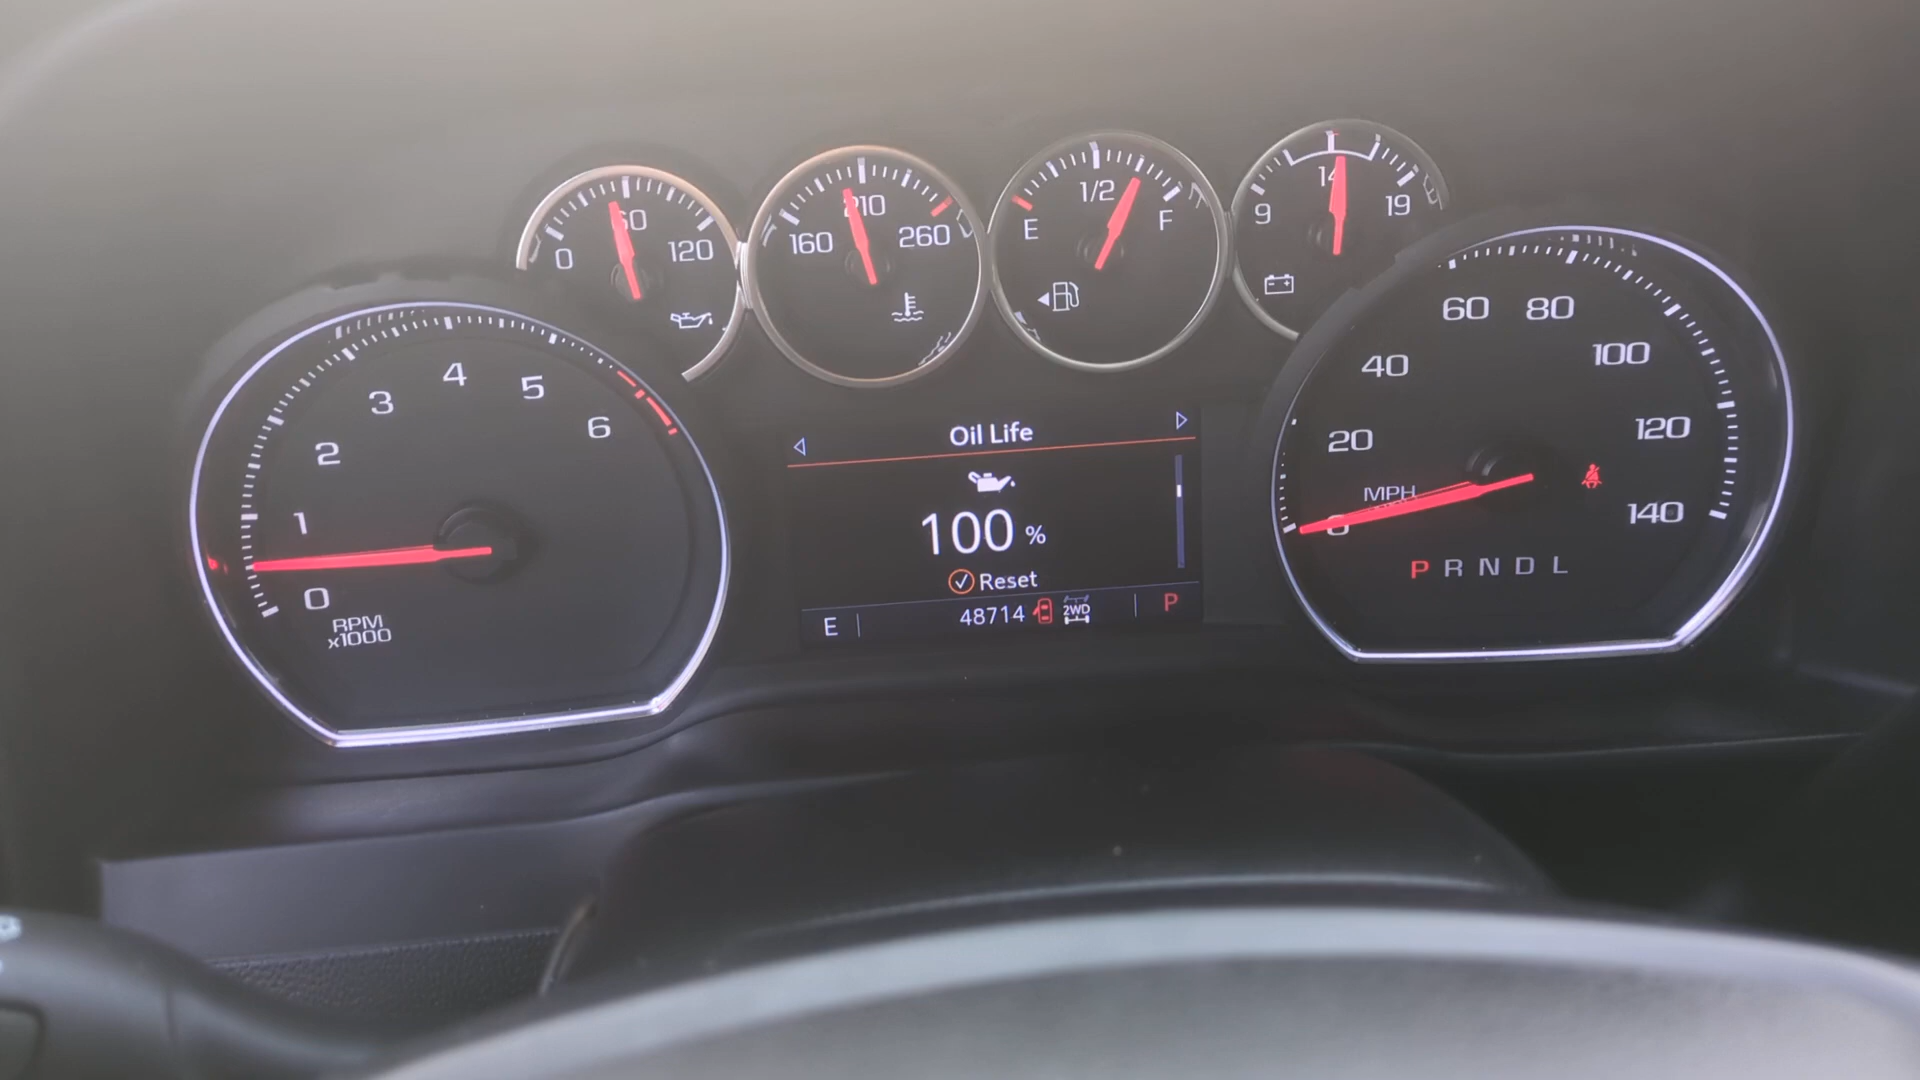 0 60 120
160 210 260
E 1/2 F
9 14 19
0 1 2 3 4 5 6
RPM
x1000
Oil Life
100 %
Reset
E 48714 2WD P
0 20 40 60 80 100 120 140
MPH
P R N D L